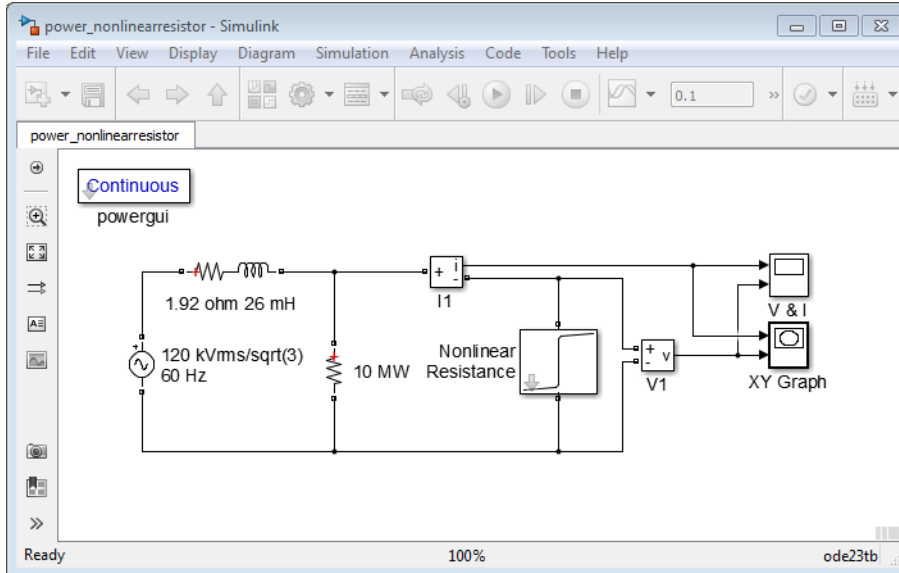 power_nonlinearresistor - Simulink
File Edit View Display Diagram Simulation Analysis Code Tools Help
0.1
power_nonlinearresistor
Continuous
powergui
1.92 ohm 26 mH
+ i
-
I1
V & I
120 kVrms/sqrt(3)
60 Hz
+
10 MW
Nonlinear
Resistance
+
- v
V1
XY Graph
Ready 100% ode23tb